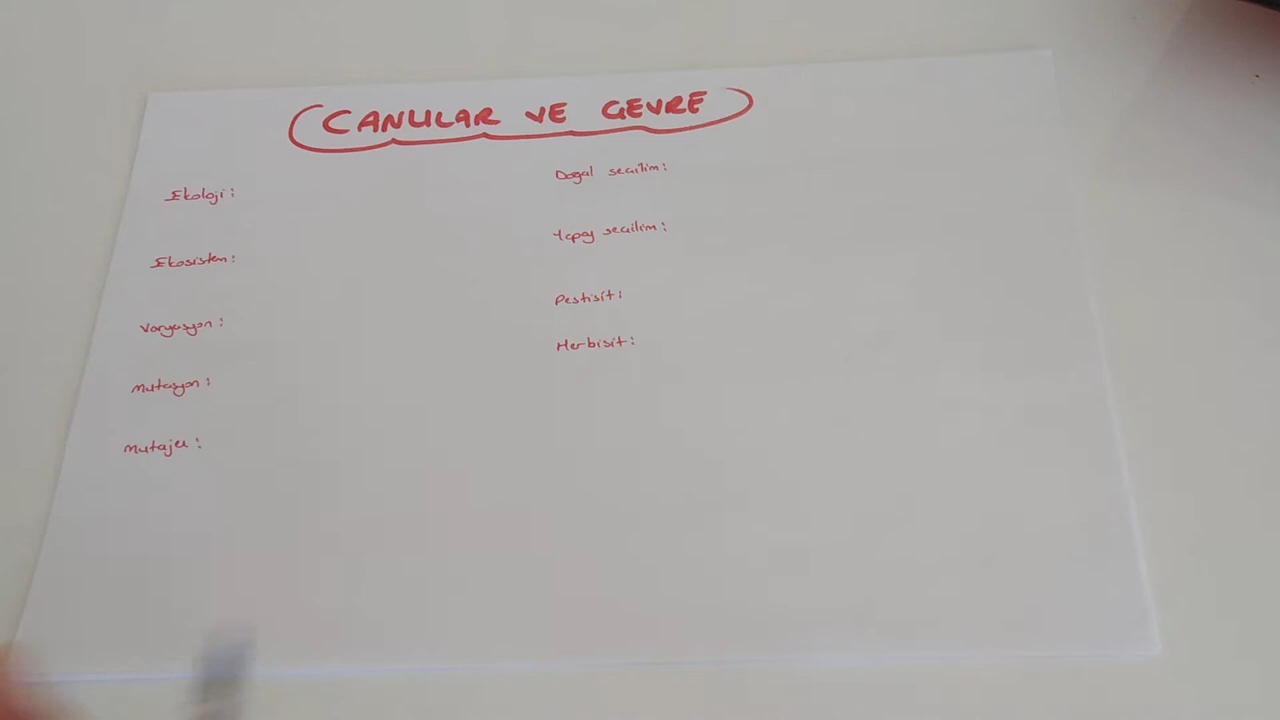 CANLILAR VE ÇEVRE
Ekoloji:
Ekosistem:
Varyasyon:
Mutasyon:
Mutajen:
Doğal seçilim:
Yapay seçilim:
Pestisit:
Herbisit: